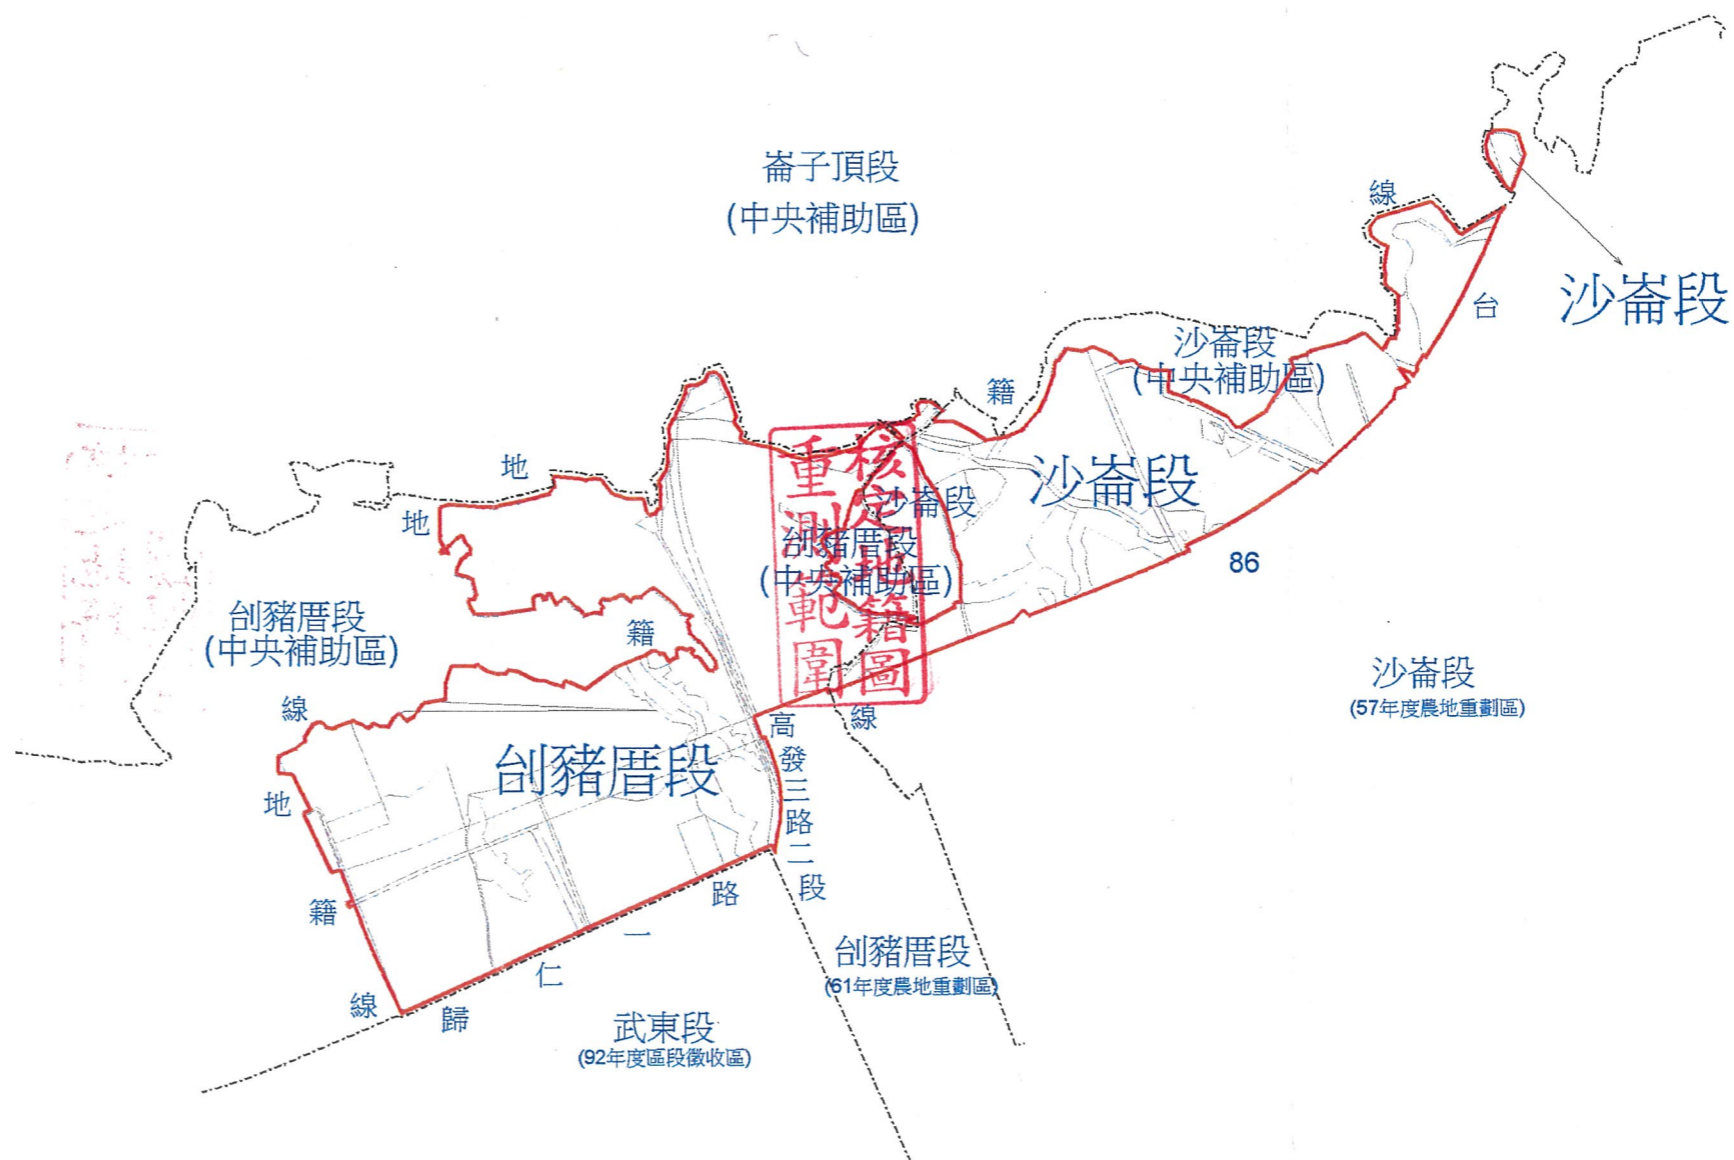 崙子頂段
(中央補助區)
線
台
沙崙段
沙崙段
(中央補助區)
籍
地
地
沙崙段
沙崙段
刣豬厝段
(中央補助區)
核定地籍圖
重測範圍
86
刣豬厝段
(中央補助區)
籍
線
沙崙段
(57年度農地重劃區)
線
刣豬厝段
高發三路二段
地
籍
線
歸仁一路
刣豬厝段
(61年度農地重劃區)
武東段
(92年度區段徵收區)